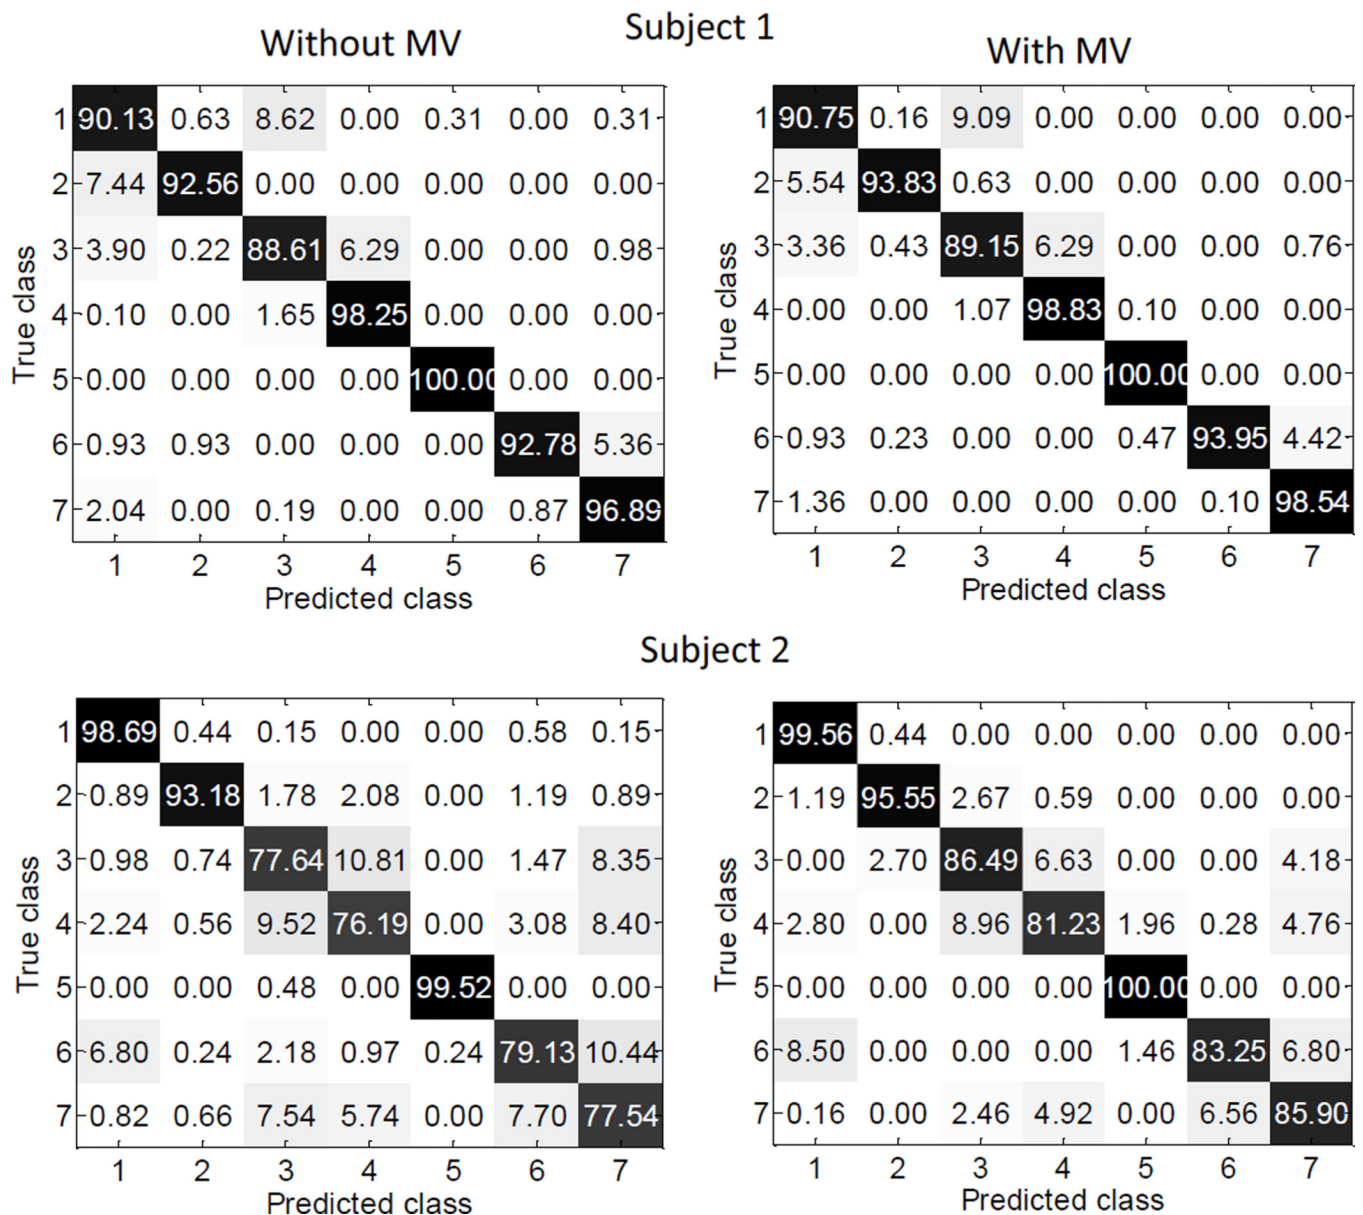 Subject 1
Without MV
With MV
True class
1 90.13 0.63 8.62 0.00 0.31 0.00 0.31
2 7.44 92.56 0.00 0.00 0.00 0.00 0.00
3 3.90 0.22 88.61 6.29 0.00 0.00 0.98
4 0.10 0.00 1.65 98.25 0.00 0.00 0.00
5 0.00 0.00 0.00 0.00 100.00 0.00 0.00
6 0.93 0.93 0.00 0.00 0.00 92.78 5.36
7 2.04 0.00 0.19 0.00 0.00 0.87 96.89
1 2 3 4 5 6 7
Predicted class
True class
1 90.75 0.16 9.09 0.00 0.00 0.00 0.00
2 5.54 93.83 0.63 0.00 0.00 0.00 0.00
3 3.36 0.43 89.15 6.29 0.00 0.00 0.76
4 0.00 0.00 1.07 98.83 0.10 0.00 0.00
5 0.00 0.00 0.00 0.00 100.00 0.00 0.00
6 0.93 0.23 0.00 0.00 0.47 93.95 4.42
7 1.36 0.00 0.00 0.00 0.00 0.10 98.54
1 2 3 4 5 6 7
Predicted class
Subject 2
True class
1 98.69 0.44 0.15 0.00 0.00 0.58 0.15
2 0.89 93.18 1.78 2.08 0.00 1.19 0.89
3 0.98 0.74 77.64 10.81 0.00 1.47 8.35
4 2.24 0.56 9.52 76.19 0.00 3.08 8.40
5 0.00 0.00 0.48 0.00 99.52 0.00 0.00
6 6.80 0.24 2.18 0.97 0.24 79.13 10.44
7 0.82 0.66 7.54 5.74 0.00 7.70 77.54
1 2 3 4 5 6 7
Predicted class
True class
1 99.56 0.44 0.00 0.00 0.00 0.00 0.00
2 1.19 95.55 2.67 0.59 0.00 0.00 0.00
3 0.00 2.70 86.49 6.63 0.00 0.00 4.18
4 2.80 0.00 8.96 81.23 1.96 0.28 4.76
5 0.00 0.00 0.00 0.00 100.00 0.00 0.00
6 8.50 0.00 0.00 0.00 1.46 83.25 6.80
7 0.16 0.00 2.46 4.92 0.00 6.56 85.90
1 2 3 4 5 6 7
Predicted class